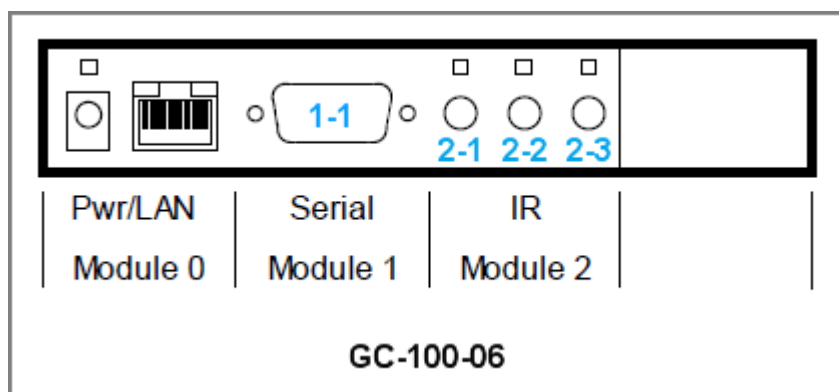 1-1
2-1 2-2 2-3
Pwr/LAN Serial IR
Module 0 Module 1 Module 2
GC-100-06